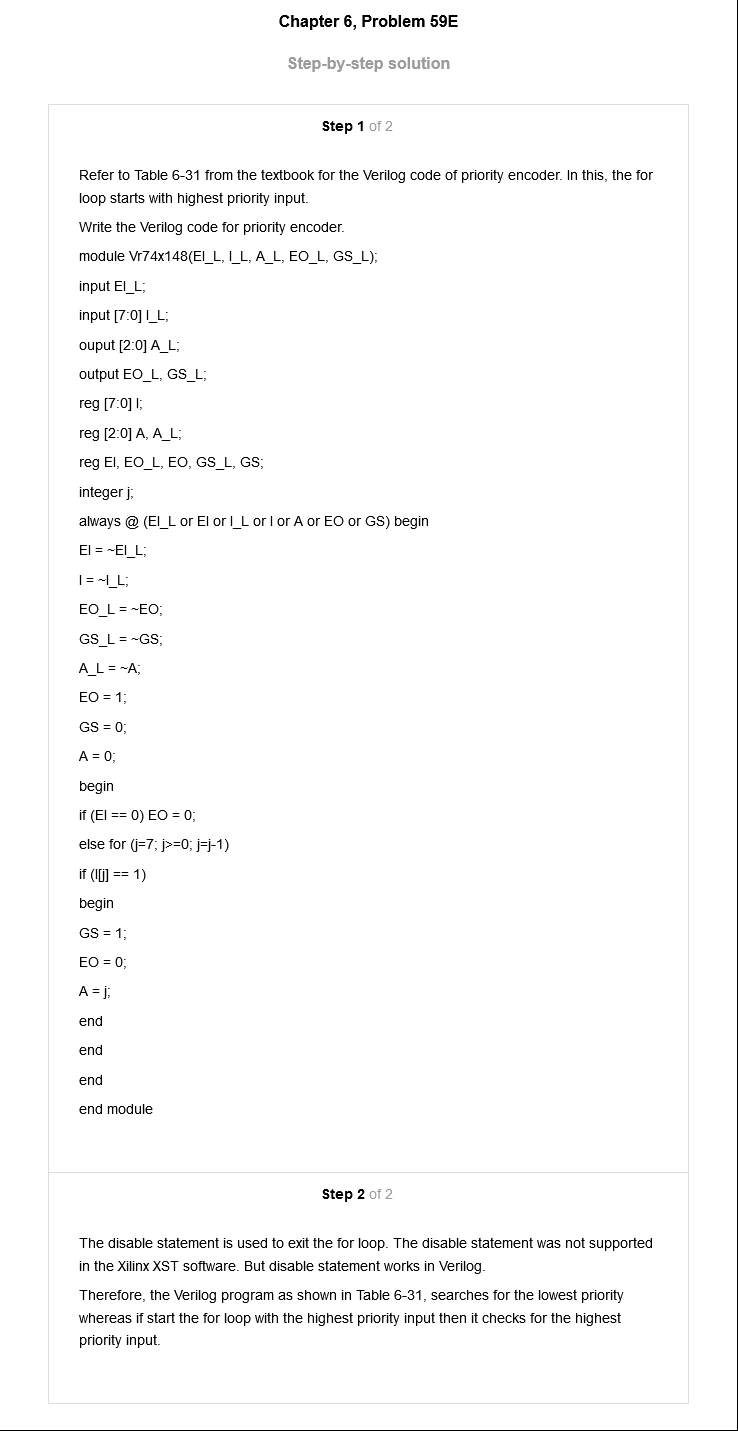 Chapter 6, Problem 59E
Step-by-step solution
Step 1 of 2
Refer to Table 6-31 from the textbook for the Verilog code of priority encoder. In this, the for
loop starts with highest priority input.
Write the Verilog code for priority encoder.
module Vr74x148(EI_L, I_L, A_L, EO_L, GS_L);
input EI_L;
input [7:0] I_L;
ouput [2:0] A_L;
output EO_L, GS_L;
reg [7:0] I;
reg [2:0] A, A_L;
reg EI, EO_L, EO, GS_L, GS;
integer j;
always @ (EI_L or EI or I_L or I or A or EO or GS) begin
EI = ~EI_L;
I = ~I_L;
EO_L = ~EO;
GS_L = ~GS;
A_L = ~A;
EO = 1;
GS = 0;
A = 0;
begin
if (EI == 0) EO = 0;
else for (j=7; j>=0; j=j-1)
if (I[j] == 1)
begin
GS = 1;
EO = 0;
A = j;
end
end
end
end module
Step 2 of 2
The disable statement is used to exit the for loop. The disable statement was not supported
in the Xilinx XST software. But disable statement works in Verilog.
Therefore, the Verilog program as shown in Table 6-31, searches for the lowest priority
whereas if start the for loop with the highest priority input then it checks for the highest
priority input.